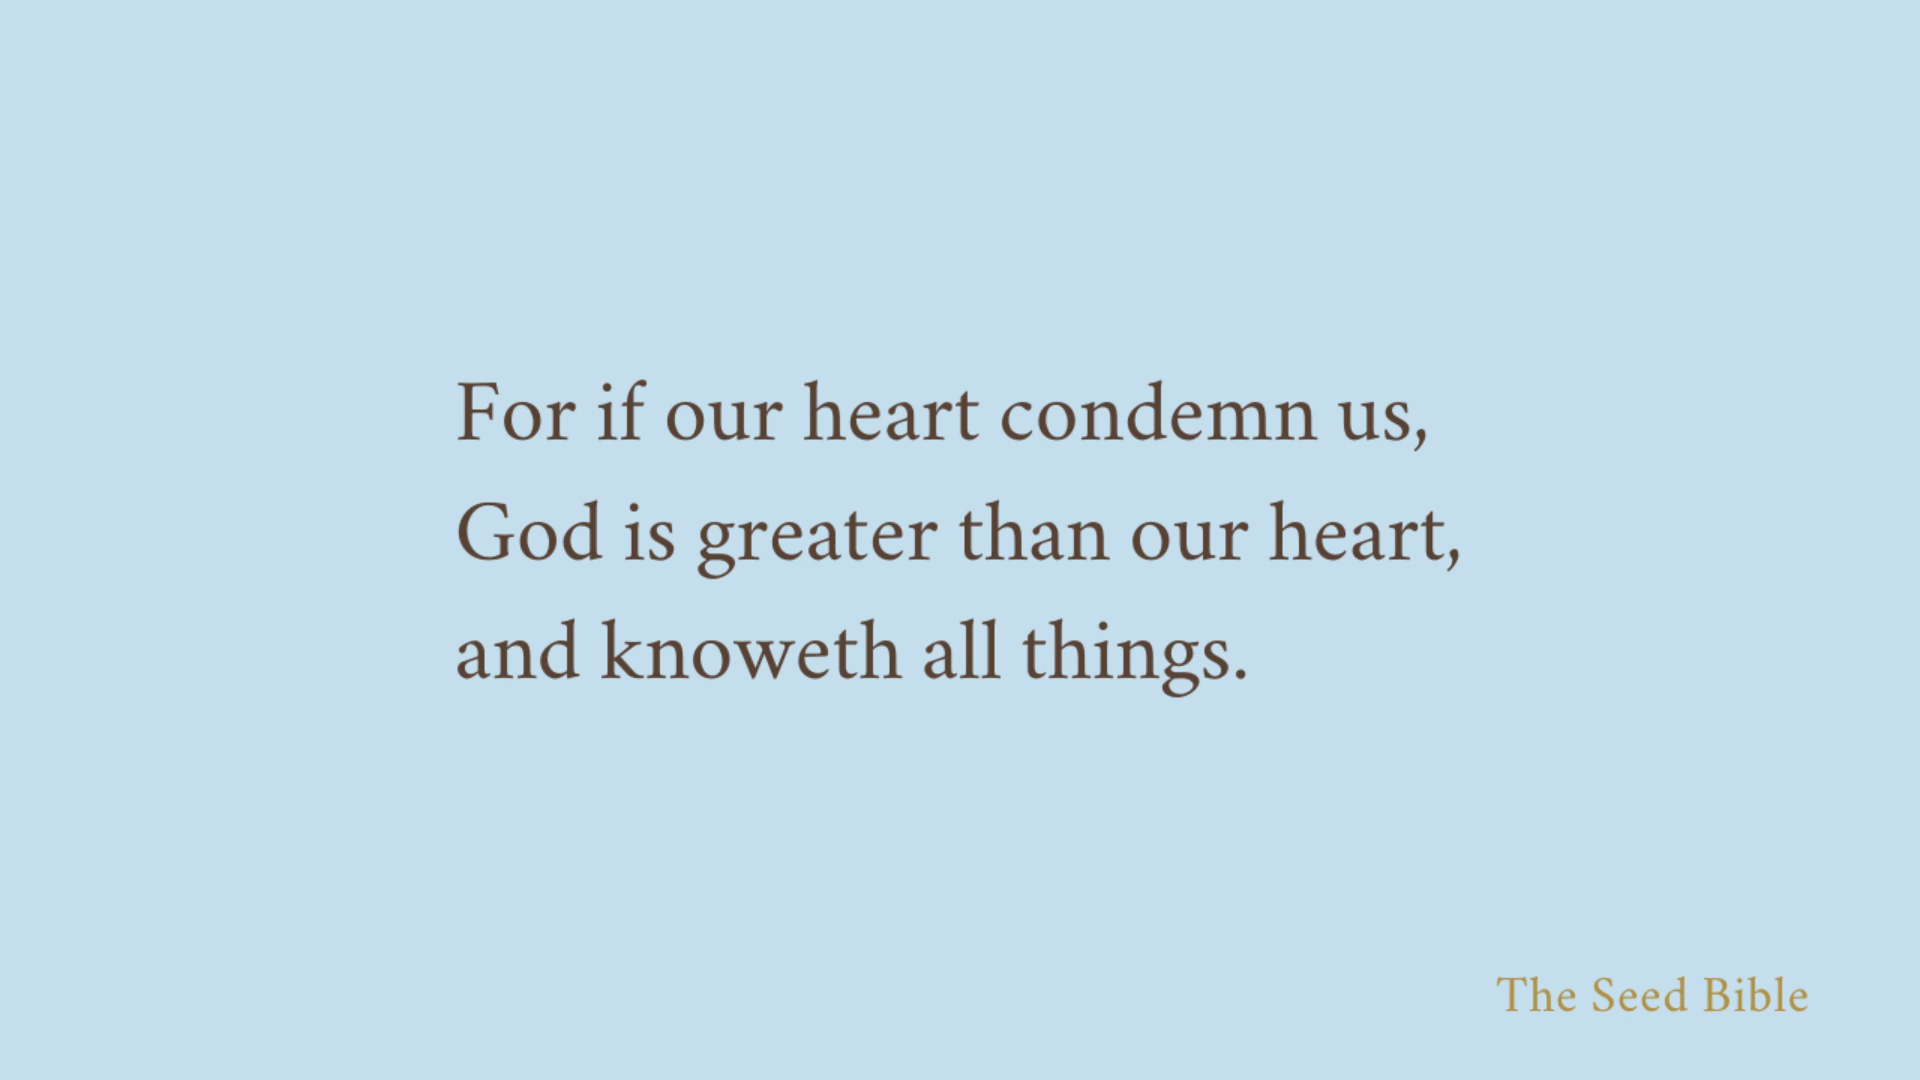 For if our heart condemn us,
God is greater than our heart,
and knoweth all things.
The Seed Bible